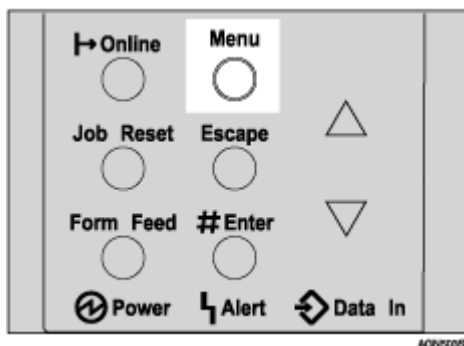 Online Menu
Job Reset Escape
Form Feed # Enter
Power Alert Data In